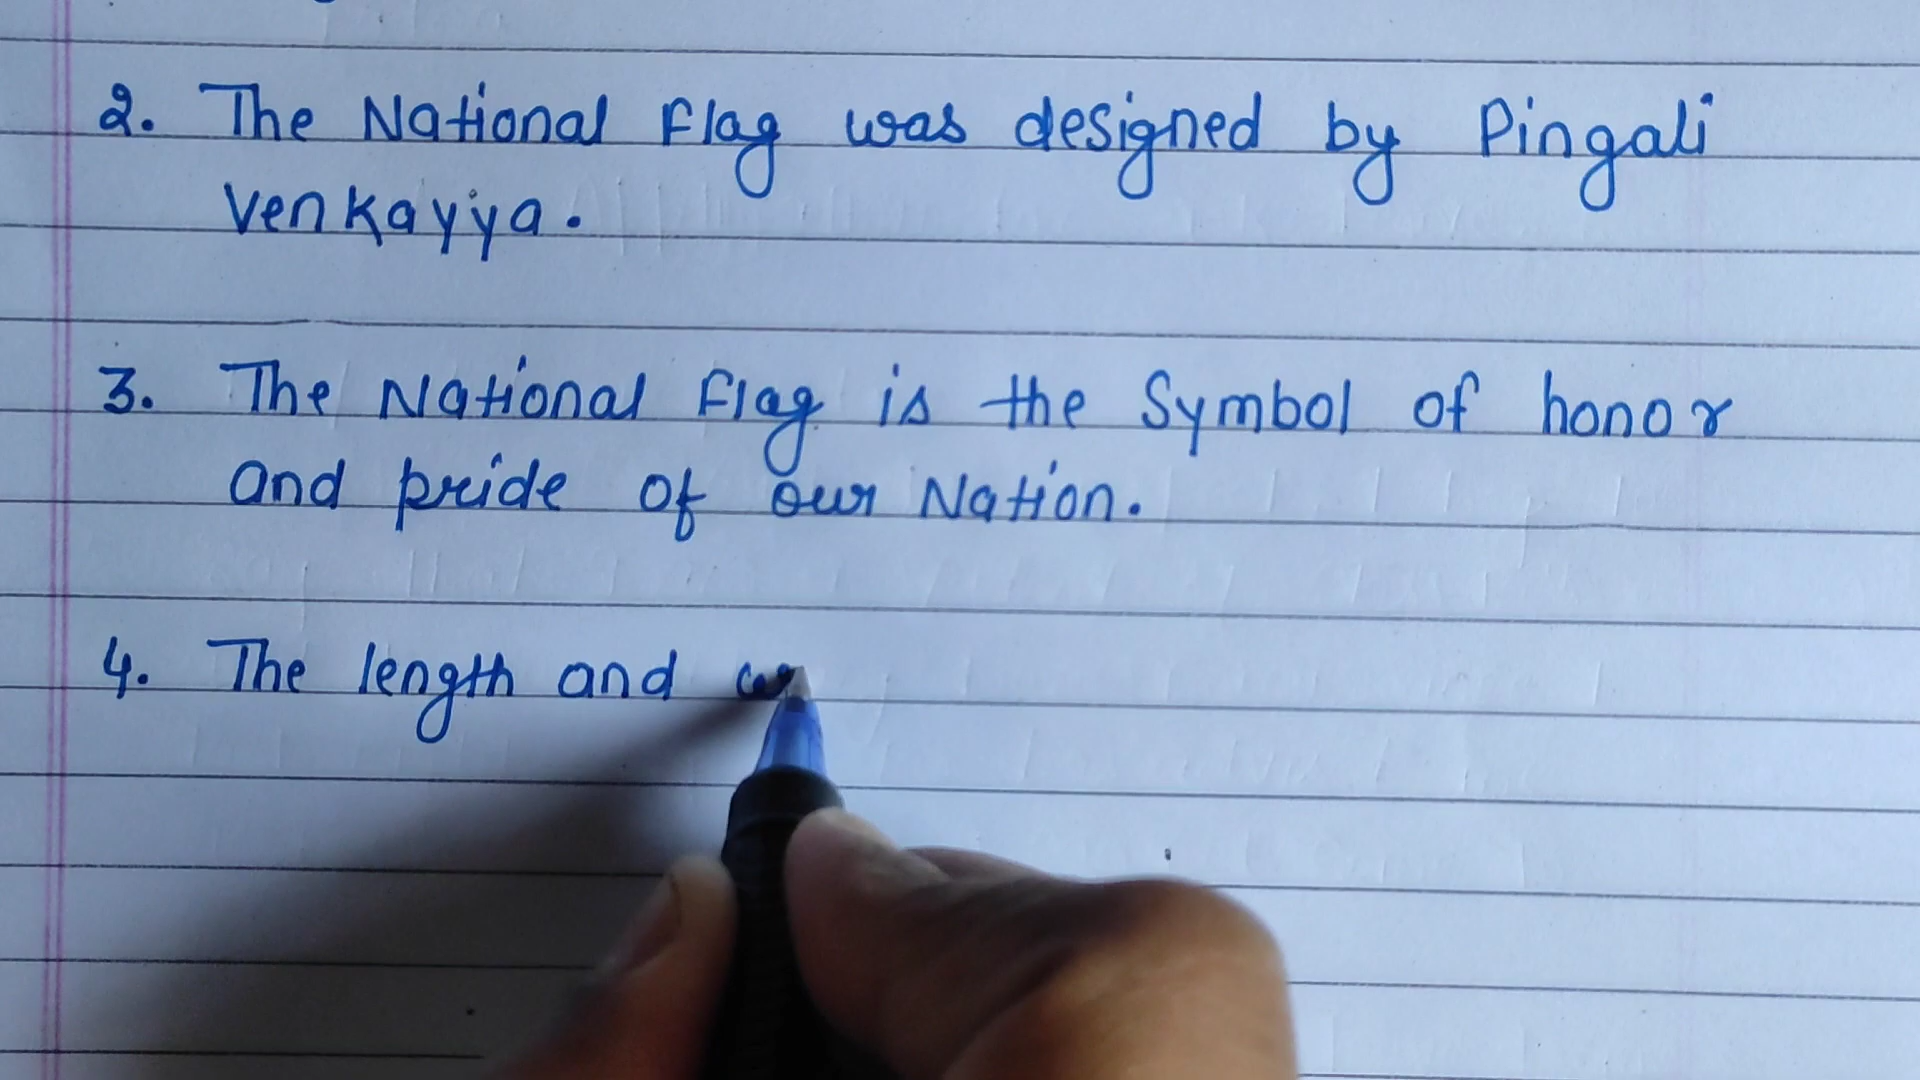 2. The National Flag was designed by Pingali
Venkayya.
3. The National Flag is the Symbol of honor
and pride of our Nation.
4. The length and